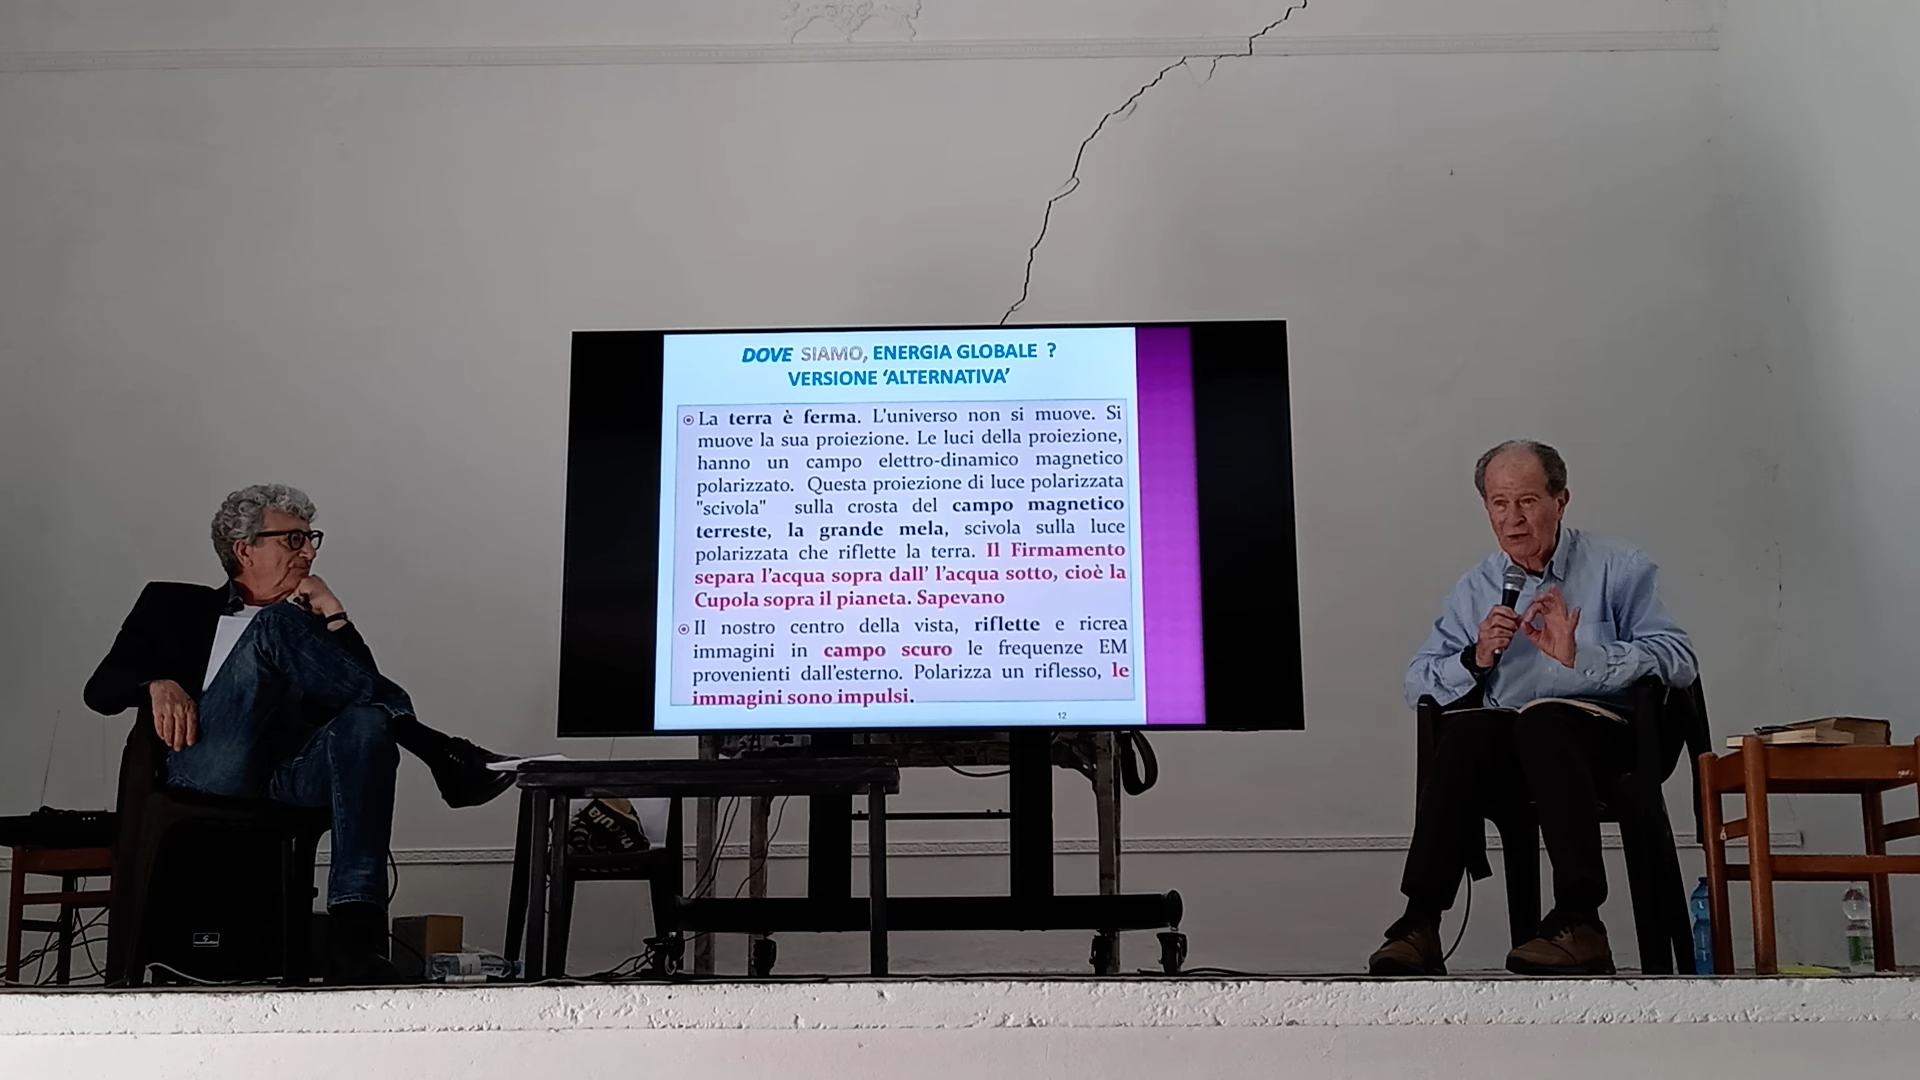 DOVE SIAMO, ENERGIA GLOBALE ?
VERSIONE ‘ALTERNATIVA’
La terra è ferma. L'universo non si muove. Si
muove la sua proiezione. Le luci della proiezione,
hanno un campo elettro-dinamico magnetico
polarizzato. Questa proiezione di luce polarizzata
"scivola" sulla crosta del campo magnetico
terreste, la grande mela, scivola sulla luce
polarizzata che riflette la terra. Il Firmamento
separa l’acqua sopra dall’ l’acqua sotto, cioè la
Cupola sopra il pianeta. Sapevano
Il nostro centro della vista, riflette e ricrea
immagini in campo scuro le frequenze EM
provenienti dall’esterno. Polarizza un riflesso, le
immagini sono impulsi.
12